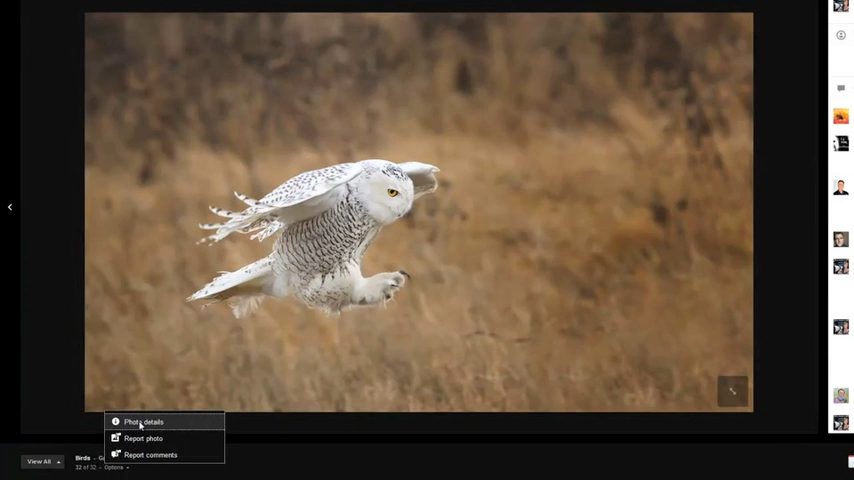 Photo details
Report photo
Report comments
View All
Birds -
32 of 32 - Options